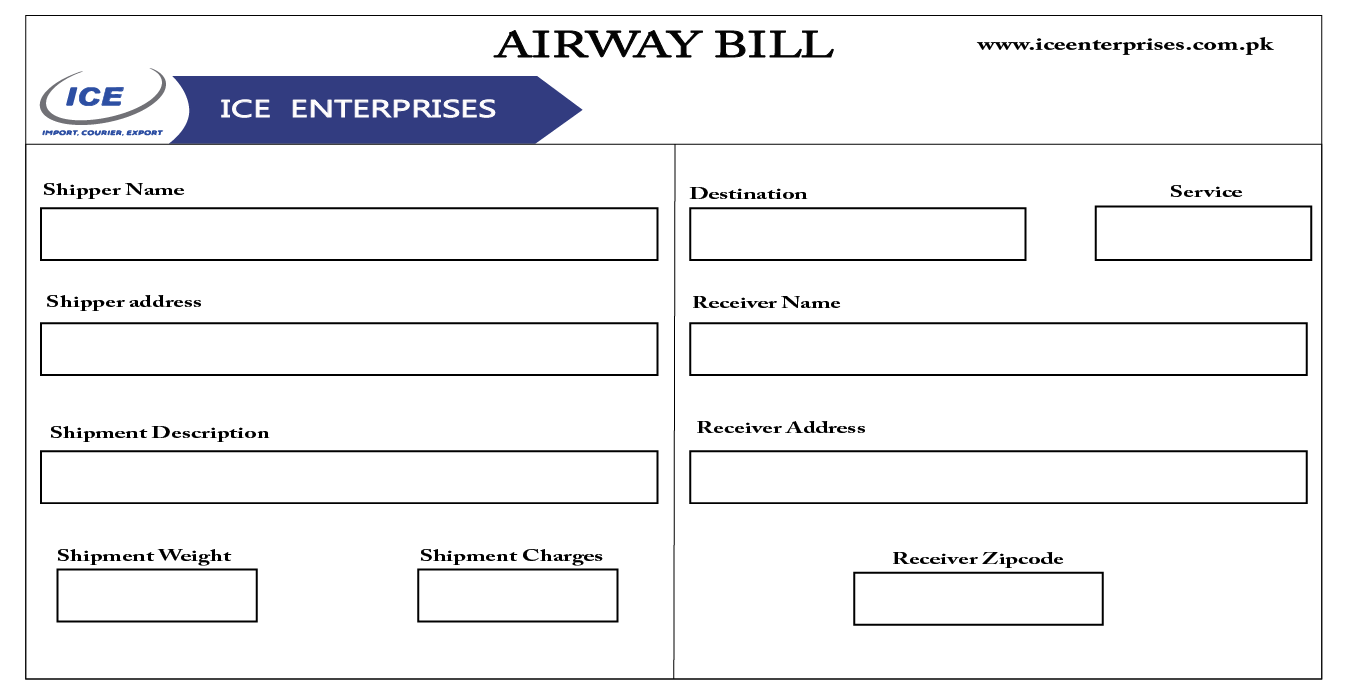 AIRWAY BILL
www.iceenterprises.com.pk
ICE
IMPORT, COURIER, EXPORT
ICE ENTERPRISES
Shipper Name
Destination
Service
Shipper address
Receiver Name
Shipment Description
Receiver Address
Shipment Weight
Shipment Charges
Receiver Zipcode